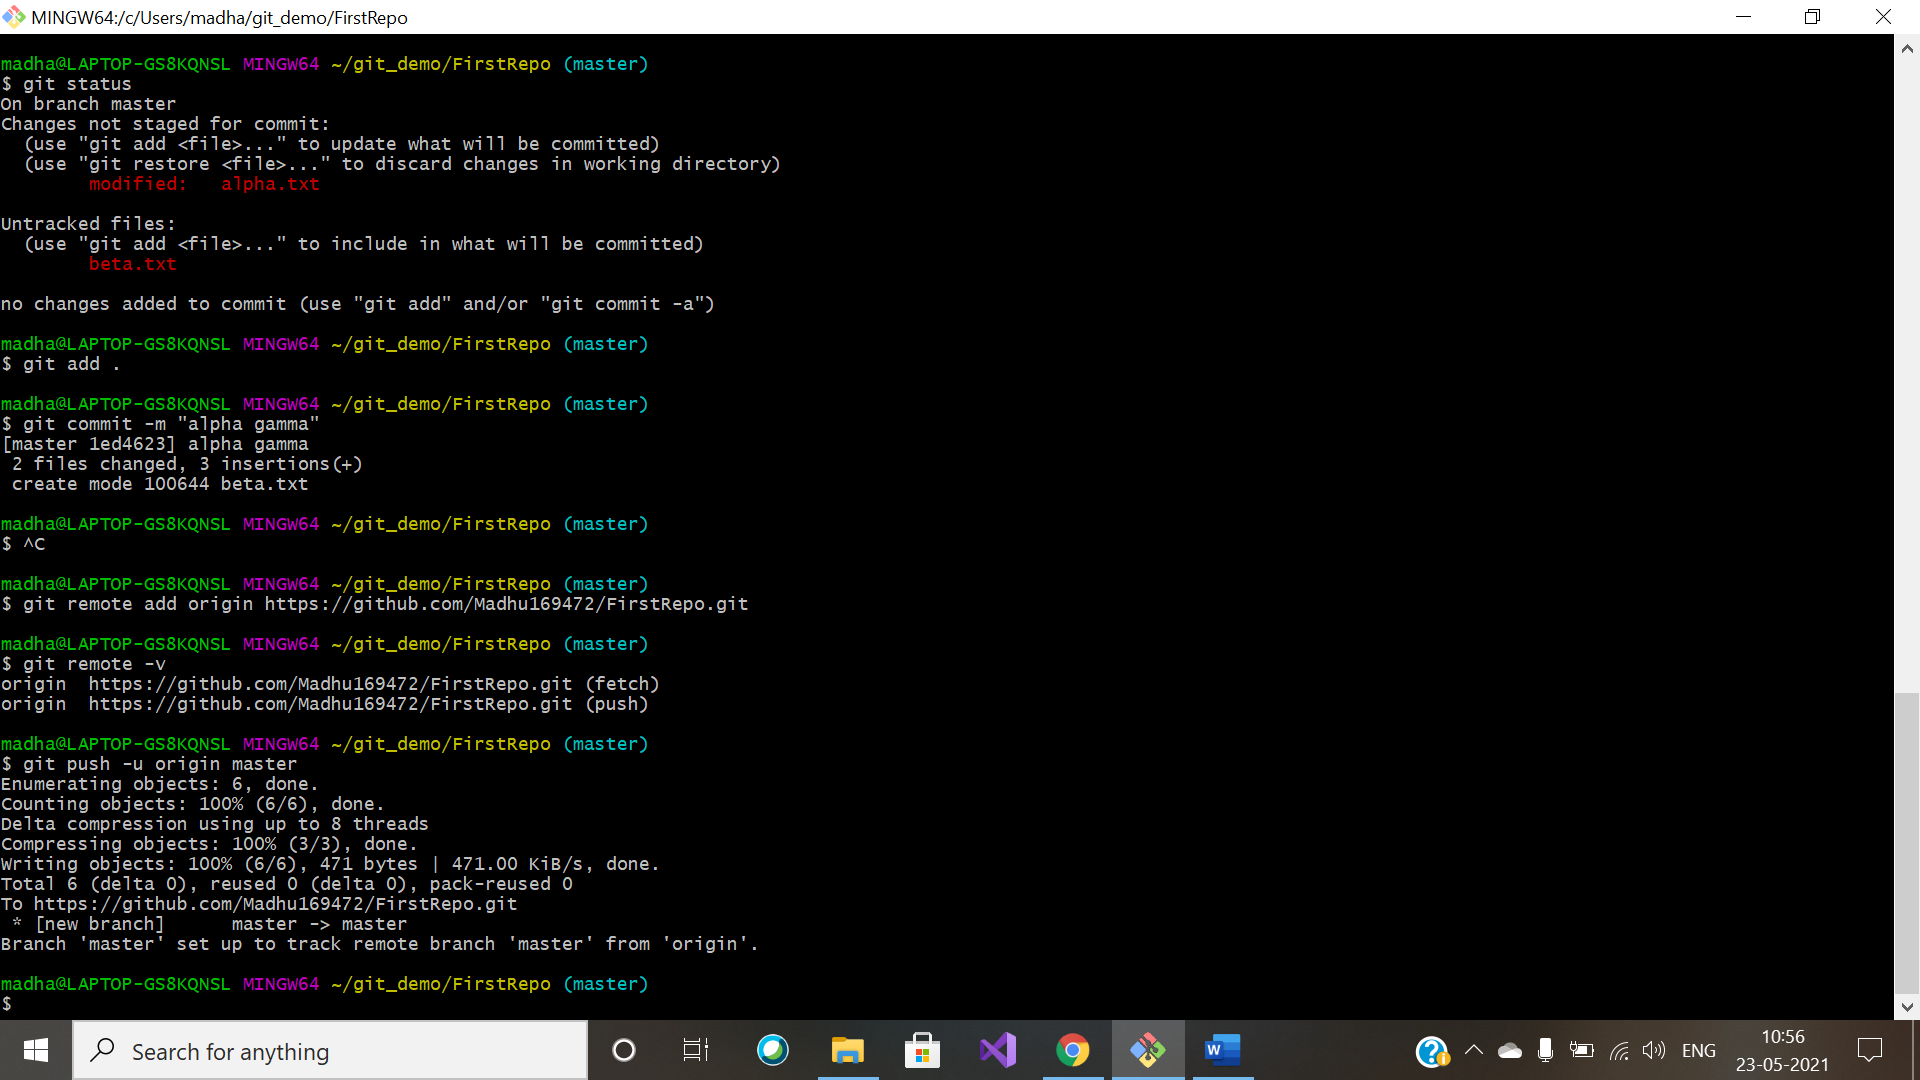 MINGW64:/c/Users/madha/git_demo/FirstRepo
madha@LAPTOP-GS8KQNSL MINGW64 ~/git_demo/FirstRepo (master)
$ git status
On branch master
Changes not staged for commit:
  (use "git add <file>..." to update what will be committed)
  (use "git restore <file>..." to discard changes in working directory)
        modified:   alpha.txt
Untracked files:
  (use "git add <file>..." to include in what will be committed)
        beta.txt
no changes added to commit (use "git add" and/or "git commit -a")
madha@LAPTOP-GS8KQNSL MINGW64 ~/git_demo/FirstRepo (master)
$ git add .
madha@LAPTOP-GS8KQNSL MINGW64 ~/git_demo/FirstRepo (master)
$ git commit -m "alpha gamma"
[master 1ed4623] alpha gamma
 2 files changed, 3 insertions(+)
 create mode 100644 beta.txt
madha@LAPTOP-GS8KQNSL MINGW64 ~/git_demo/FirstRepo (master)
$ ^C
madha@LAPTOP-GS8KQNSL MINGW64 ~/git_demo/FirstRepo (master)
$ git remote add origin https://github.com/Madhu169472/FirstRepo.git
madha@LAPTOP-GS8KQNSL MINGW64 ~/git_demo/FirstRepo (master)
$ git remote -v
origin  https://github.com/Madhu169472/FirstRepo.git (fetch)
origin  https://github.com/Madhu169472/FirstRepo.git (push)
madha@LAPTOP-GS8KQNSL MINGW64 ~/git_demo/FirstRepo (master)
$ git push -u origin master
Enumerating objects: 6, done.
Counting objects: 100% (6/6), done.
Delta compression using up to 8 threads
Compressing objects: 100% (3/3), done.
Writing objects: 100% (6/6), 471 bytes | 471.00 KiB/s, done.
Total 6 (delta 0), reused 0 (delta 0), pack-reused 0
To https://github.com/Madhu169472/FirstRepo.git
 * [new branch]      master -> master
Branch 'master' set up to track remote branch 'master' from 'origin'.
madha@LAPTOP-GS8KQNSL MINGW64 ~/git_demo/FirstRepo (master)
$
Search for anything
W
ENG
10:56
23-05-2021